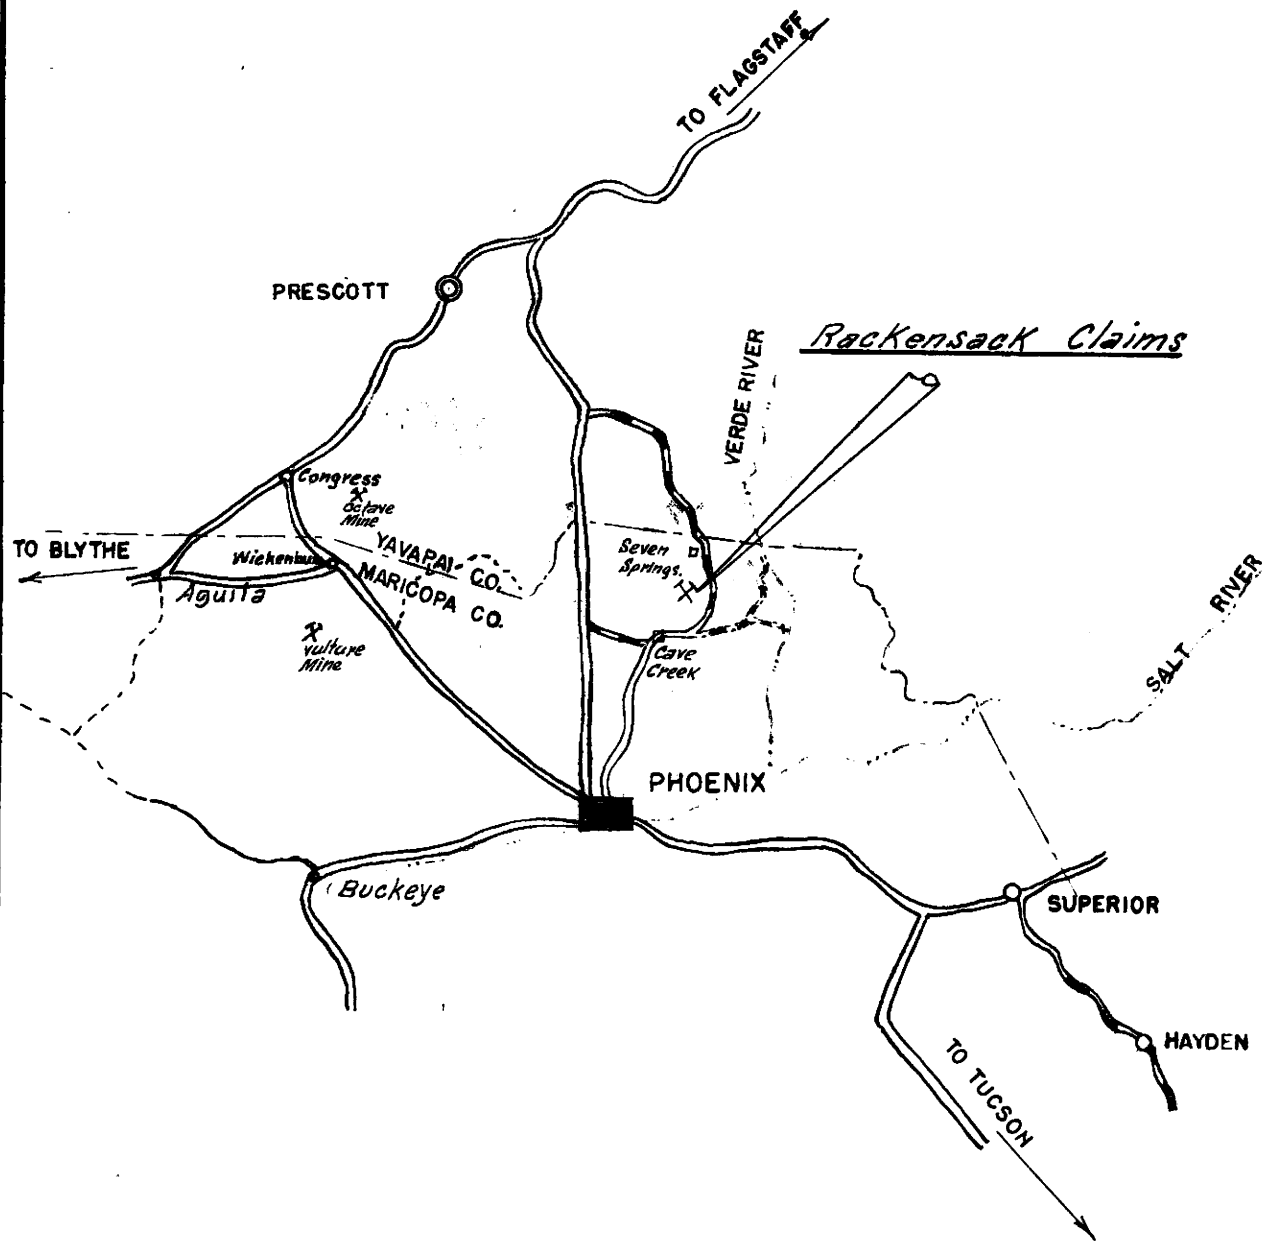 TO FLAGSTAFF
PRESCOTT
Rackensack Claims
VERDE RIVER
Congress
Octave
Mine
TO BLYTHE
Wickenburg
YAVAPAI CO.
MARICOPA CO.
Seven
Springs.
Aguila
SALT RIVER
Vulture
Mine
Cave
Creek
PHOENIX
Buckeye
SUPERIOR
HAYDEN
TO TUCSON